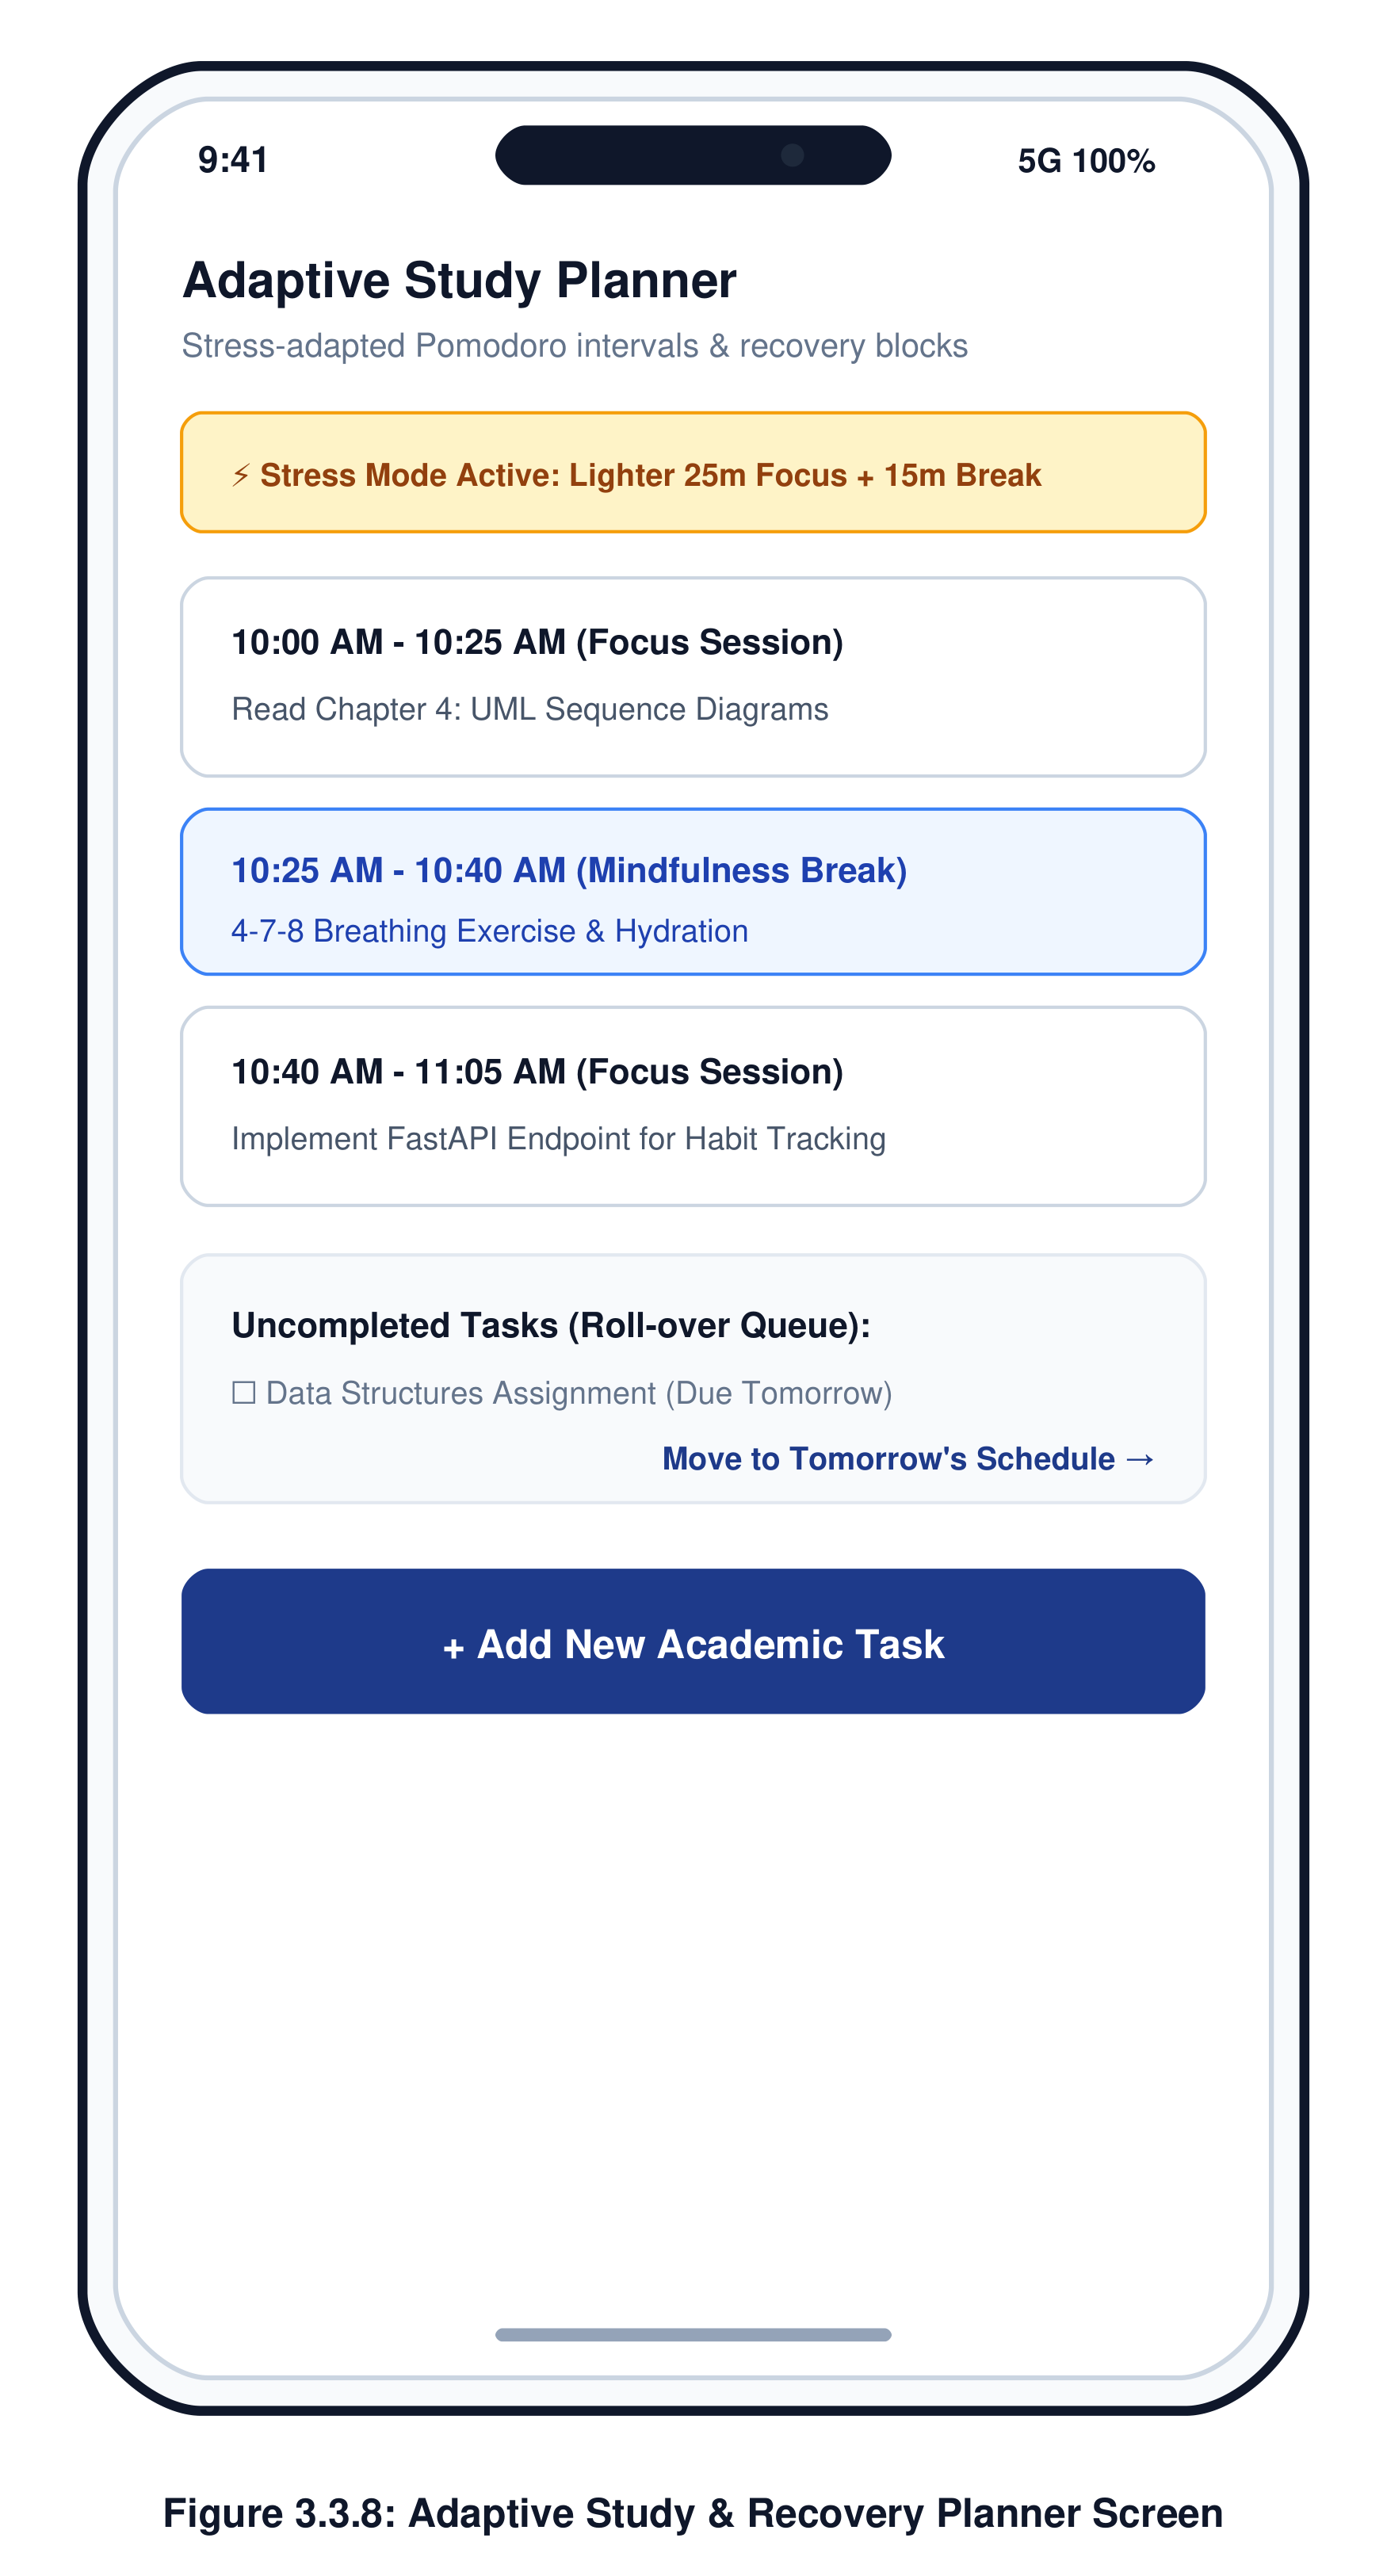 9:41
5G 100%
Adaptive Study Planner
Stress-adapted Pomodoro intervals & recovery blocks
⚡ Stress Mode Active: Lighter 25m Focus + 15m Break
10:00 AM - 10:25 AM (Focus Session)
Read Chapter 4: UML Sequence Diagrams
10:25 AM - 10:40 AM (Mindfulness Break)
4-7-8 Breathing Exercise & Hydration
10:40 AM - 11:05 AM (Focus Session)
Implement FastAPI Endpoint for Habit Tracking
Uncompleted Tasks (Roll-over Queue):
☐ Data Structures Assignment (Due Tomorrow)
Move to Tomorrow's Schedule →
+ Add New Academic Task
Figure 3.3.8: Adaptive Study & Recovery Planner Screen